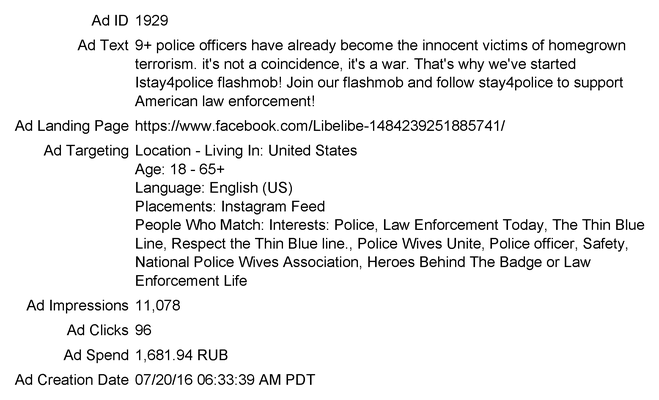 Ad ID 1929
Ad Text 9+ police officers have already become the innocent victims of homegrown
terrorism. it's not a coincidence, it's a war. That's why we've started
Istay4police flashmob! Join our flashmob and follow stay4police to support
American law enforcement!
Ad Landing Page https://www.facebook.com/Libelibe-1484239251885741/
Ad Targeting Location - Living In: United States
Age: 18 - 65+
Language: English (US)
Placements: Instagram Feed
People Who Match: Interests: Police, Law Enforcement Today, The Thin Blue
Line, Respect the Thin Blue line., Police Wives Unite, Police officer, Safety,
National Police Wives Association, Heroes Behind The Badge or Law
Enforcement Life
Ad Impressions 11,078
Ad Clicks 96
Ad Spend 1,681.94 RUB
Ad Creation Date 07/20/16 06:33:39 AM PDT